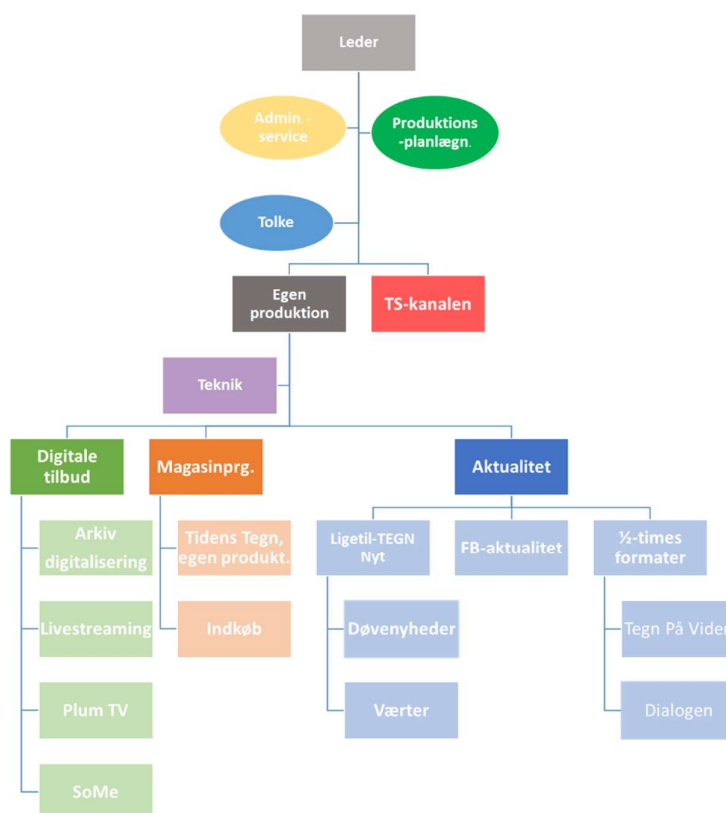 Leder
Admin.-
service
Produktions
-planlægn.
Tolke
Egen
produktion
TS-kanalen
Teknik
Digitale
tilbud
Magasinprg.
Aktualitet
Arkiv
digitalisering
Tidens Tegn,
egen produkt.
Ligetil-TEGN
Nyt
FB-aktualitet
½-times
formater
Livestreaming
Indkøb
Døvenyheder
Tegn På Viden
Plum TV
Værter
Dialogen
SoMe